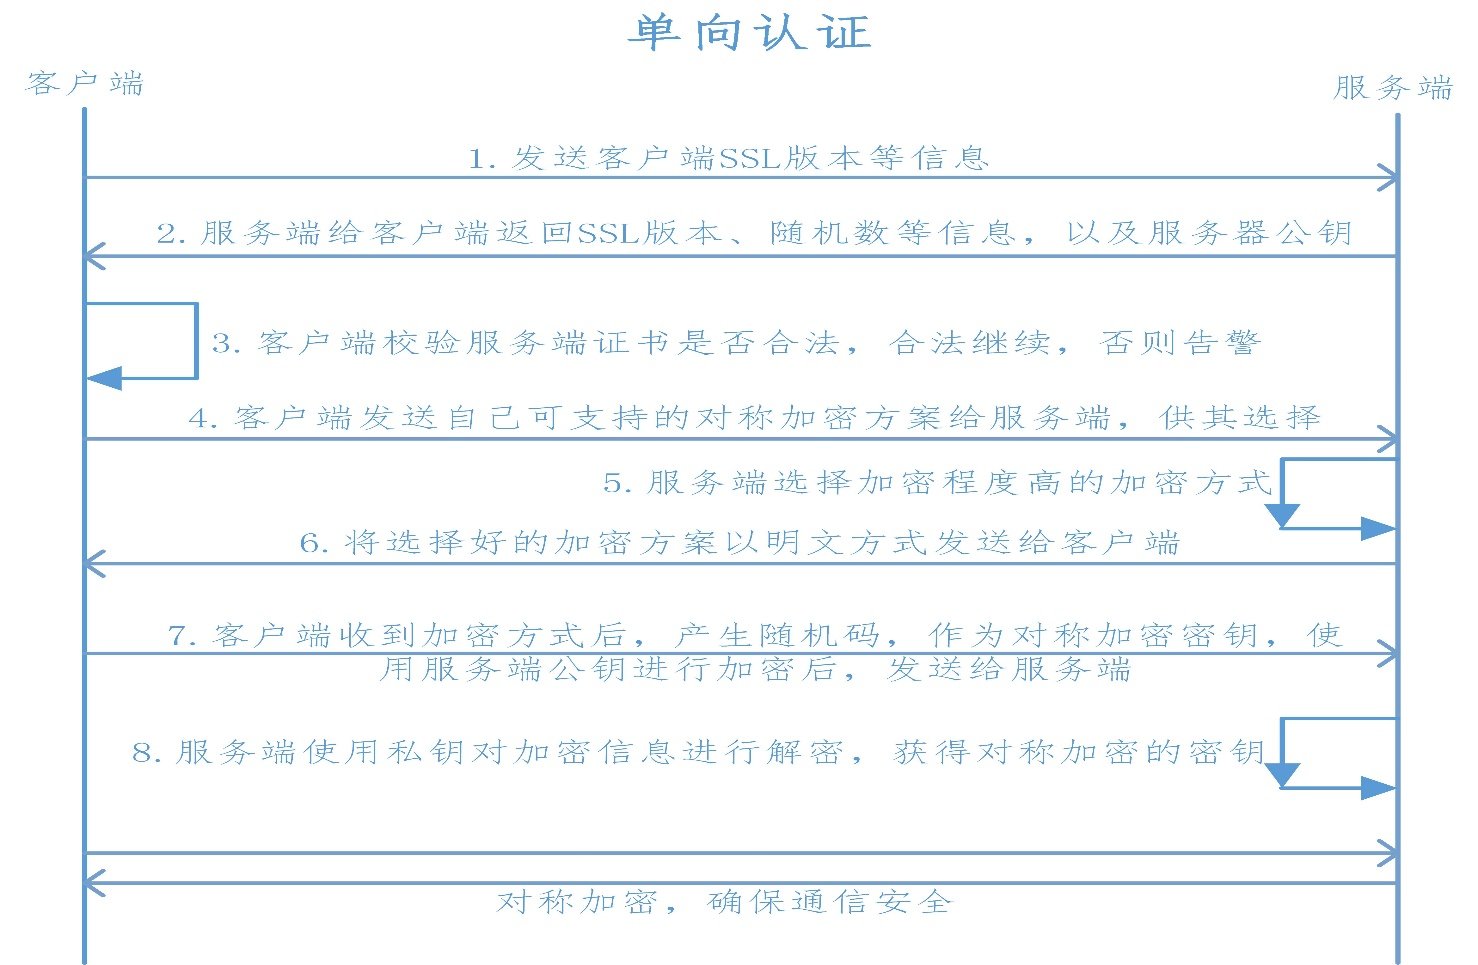 单向认证
客户端
服务端
1. 发送客户端SSL版本等信息
2. 服务端给客户端返回SSL版本、随机数等信息，以及服务器公钥
3. 客户端校验服务端证书是否合法，合法继续，否则告警
4. 客户端发送自己可支持的对称加密方案给服务端，供其选择
5. 服务端选择加密程度高的加密方式
6. 将选择好的加密方案以明文方式发送给客户端
7. 客户端收到加密方式后，产生随机码，作为对称加密密钥，使
用服务端公钥进行加密后，发送给服务端
8. 服务端使用私钥对加密信息进行解密，获得对称加密的密钥
对称加密，确保通信安全